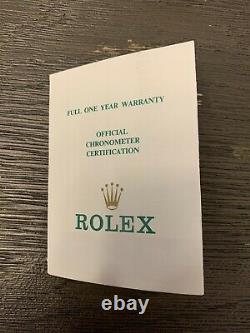 FULL ONE YEAR WARRANTY
OFFICIAL
CHRONOMETER
CERTIFICATION
ROLEX